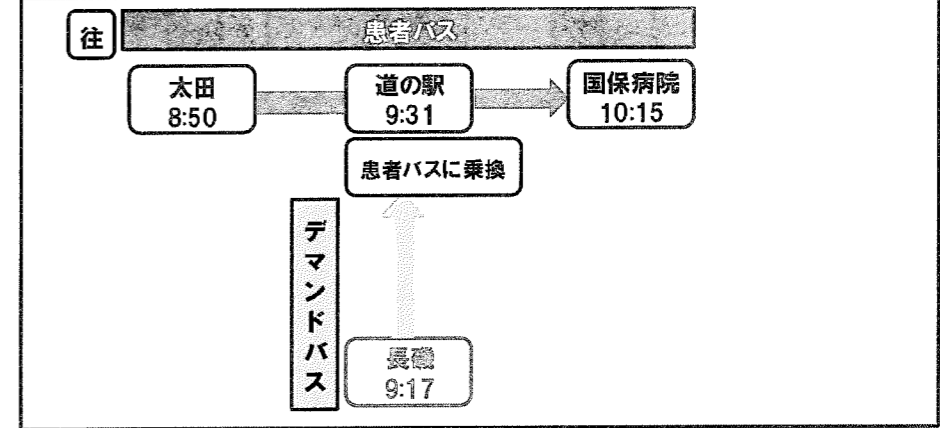 往
患者バス
太田
8:50
道の駅
9:31
国保病院
10:15
患者バスに乗換
デマンドバス
長磯
9:17